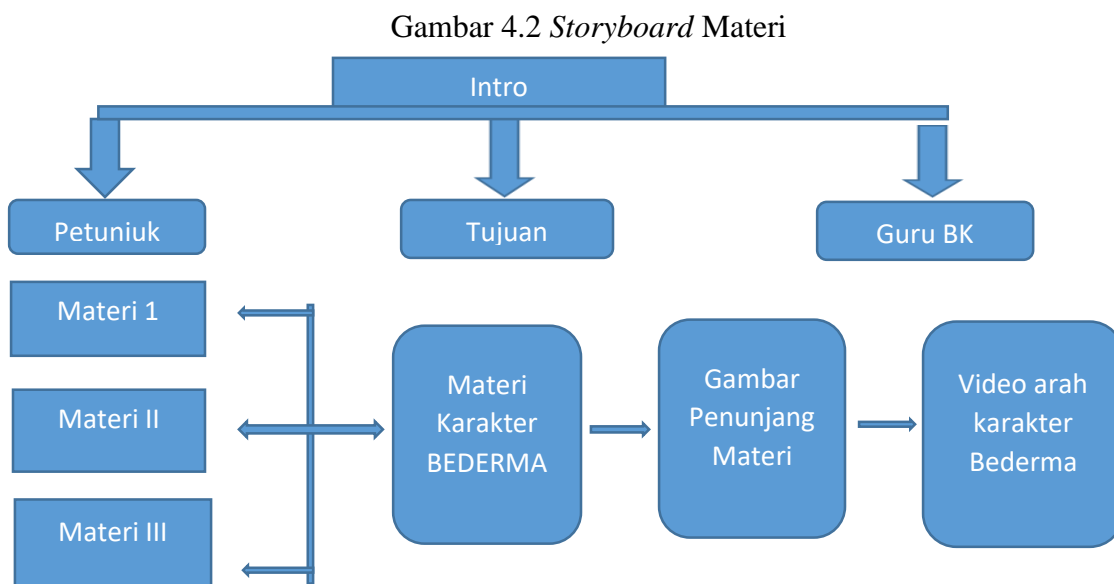 Gambar 4.2 Storyboard Materi
Intro
Petuniuk
Tujuan
Guru BK
Materi 1
Materi II
Materi III
Materi
Karakter
BEDERMA
Gambar
Penunjang
Materi
Video arah
karakter
Bederma